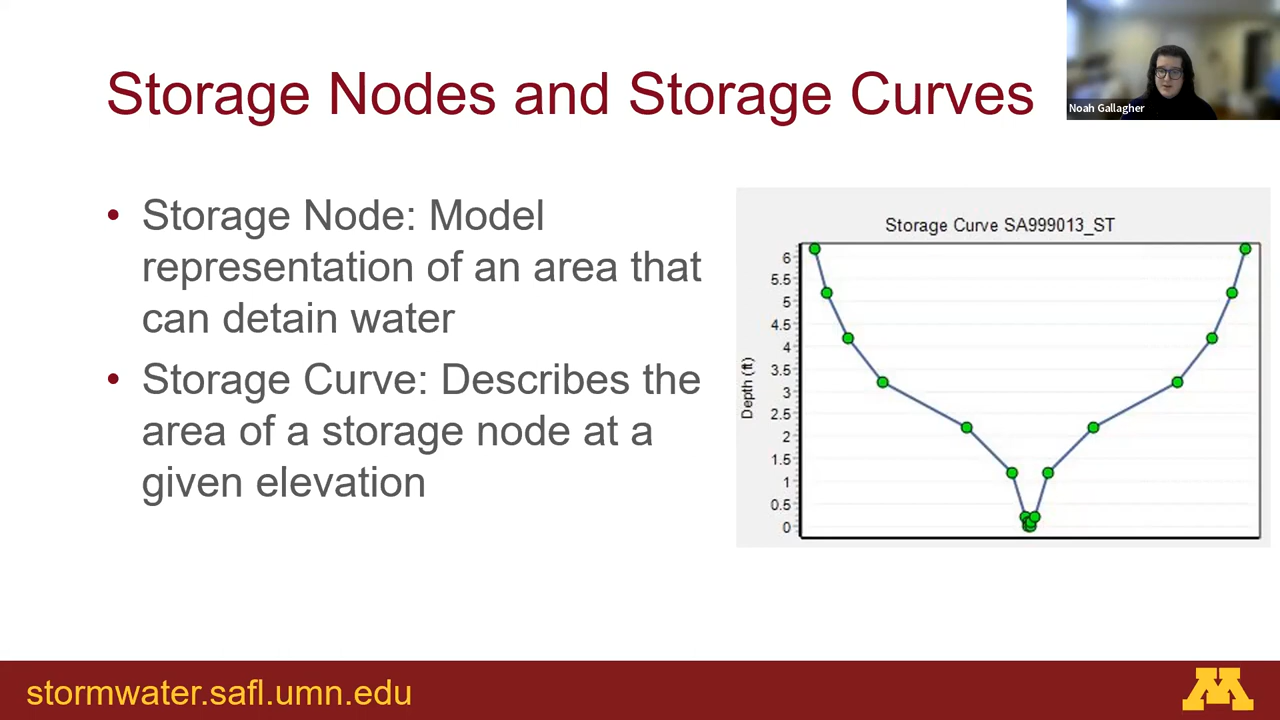 Storage Nodes and Storage Curves
Noah Gallagher
• Storage Node: Model
representation of an area that
can detain water
• Storage Curve: Describes the
area of a storage node at a
given elevation
Storage Curve SA999013_ST
Depth (ft)
6
5.5
5
4.5
4
3.5
3
2.5
2
1.5
1
0.5
0
stormwater.safl.umn.edu
M